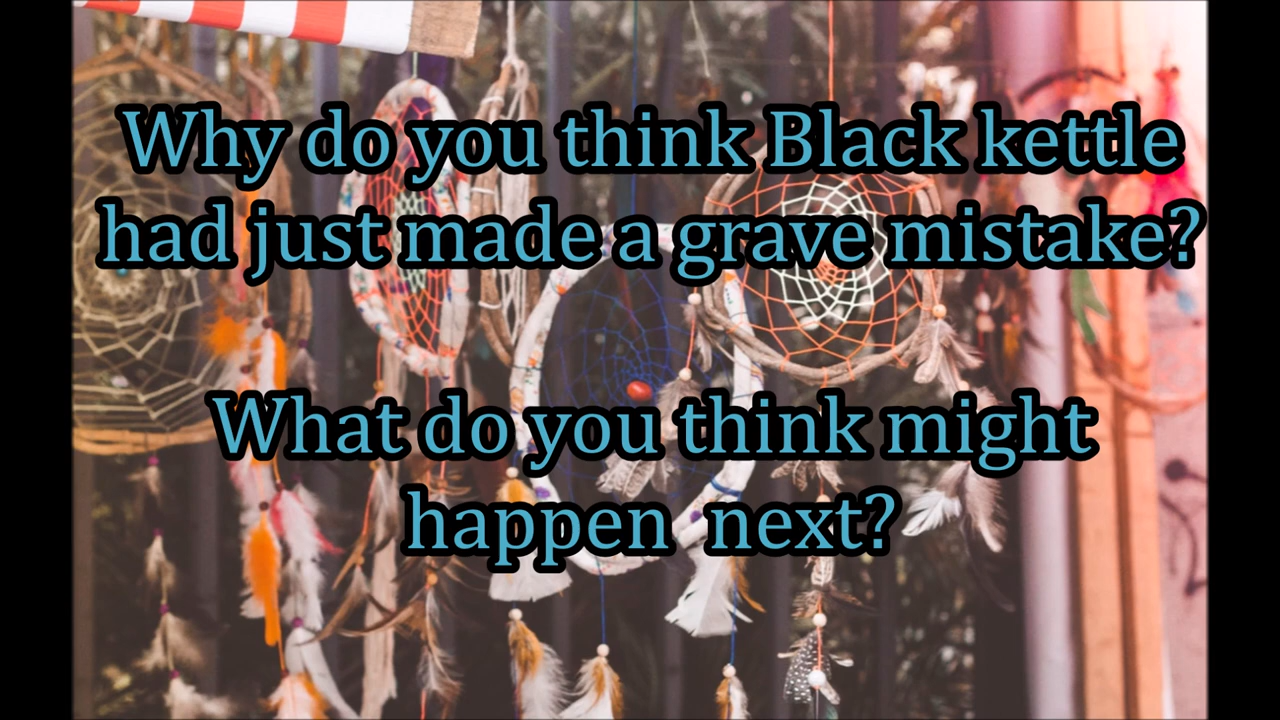 Why do you think Black kettle
had just made a grave mistake?
What do you think might
happen next?